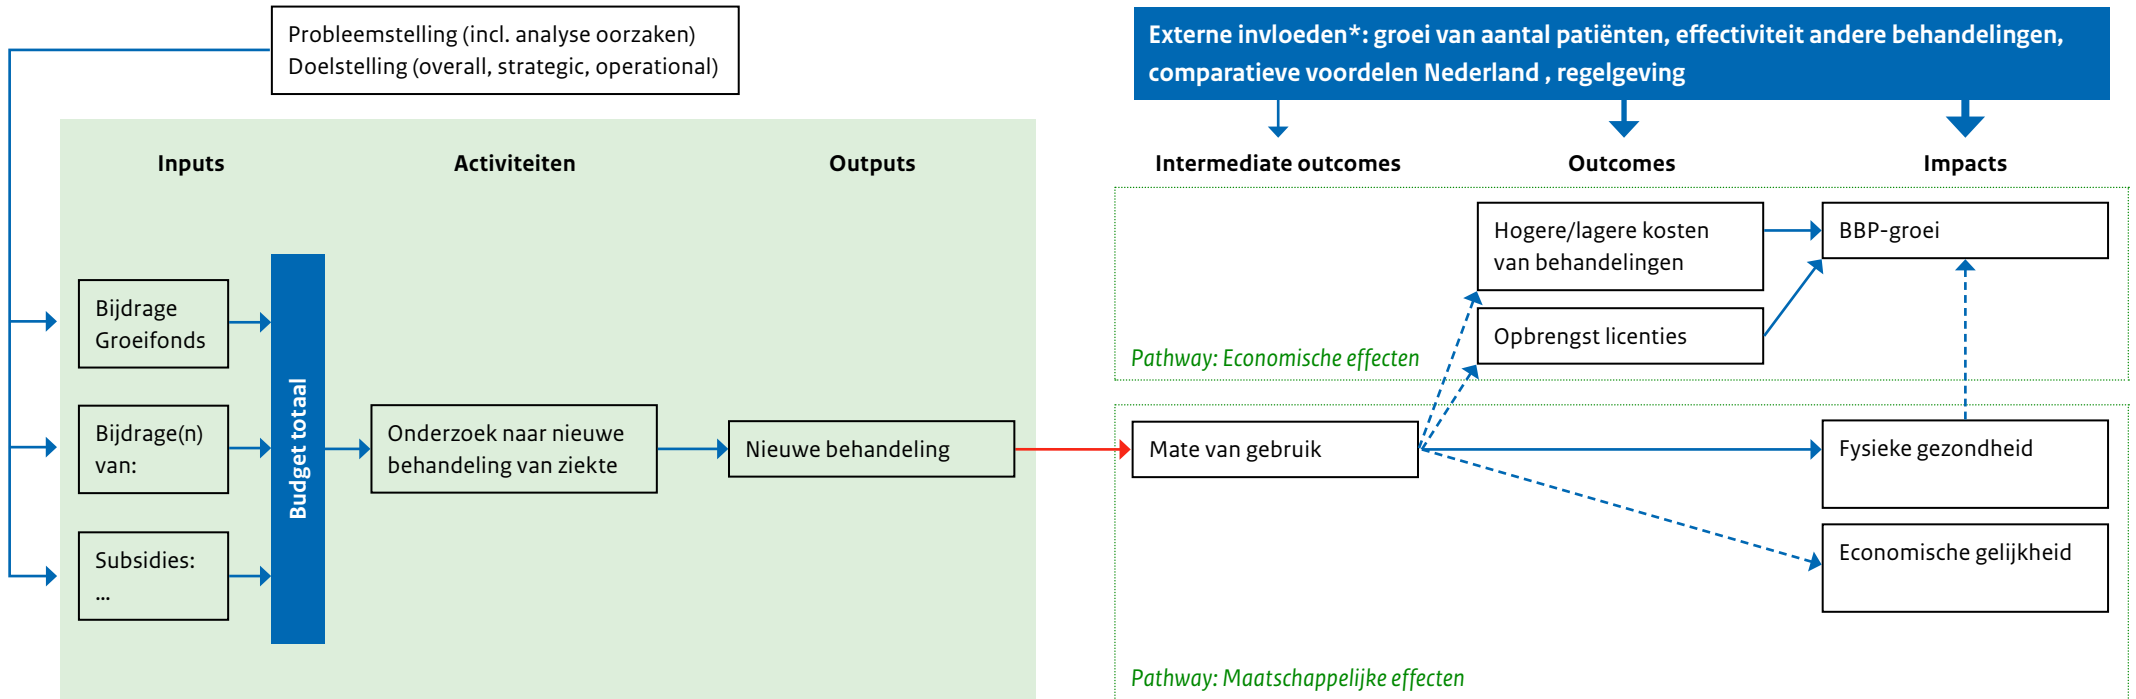 Probleemstelling (incl. analyse oorzaken)
Doelstelling (overall, strategic, operational)
Externe invloeden*: groei van aantal patiënten, effectiviteit andere behandelingen,
comparatieve voordelen Nederland , regelgeving
Inputs
Activiteiten
Outputs
Intermediate outcomes
Outcomes
Impacts
Bijdrage
Groeifonds
Bijdrage(n)
van:
Subsidies:
...
Budget totaal
Onderzoek naar nieuwe
behandeling van ziekte
Nieuwe behandeling
Hogere/lagere kosten
van behandelingen
BBP-groei
Opbrengst licenties
Pathway: Economische effecten
Mate van gebruik
Fysieke gezondheid
Economische gelijkheid
Pathway: Maatschappelijke effecten